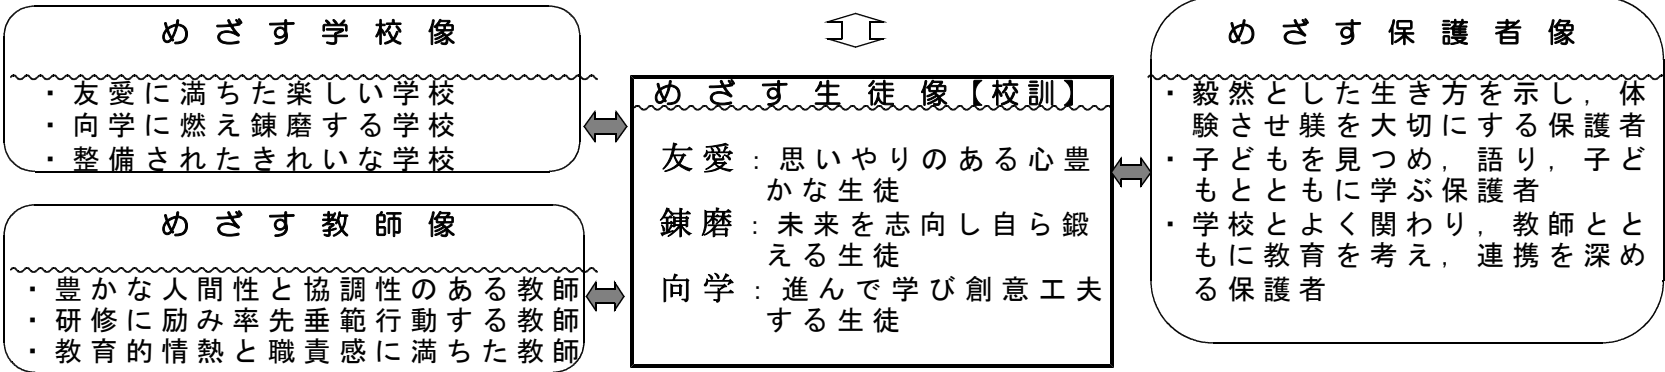 めざす学校像
・友愛に満ちた楽しい学校
・向学に燃え錬磨する学校
・整備されたきれいな学校
めざす教師像
・豊かな人間性と協調性のある教師
・研修に励み率先垂範行動する教師
・教育的情熱と職責感に満ちた教師
めざす生徒像【校訓】
友愛：思いやりのある心豊
かな生徒
錬磨：未来を志向し自ら鍛
える生徒
向学：進んで学び創意工夫
する生徒
めざす保護者像
・毅然とした生き方を示し，体
験させ躾を大切にする保護者
・子どもを見つめ，語り，子ど
もとともに学ぶ保護者
・学校とよく関わり，教師とと
もに教育を考え，連携を深め
る保護者